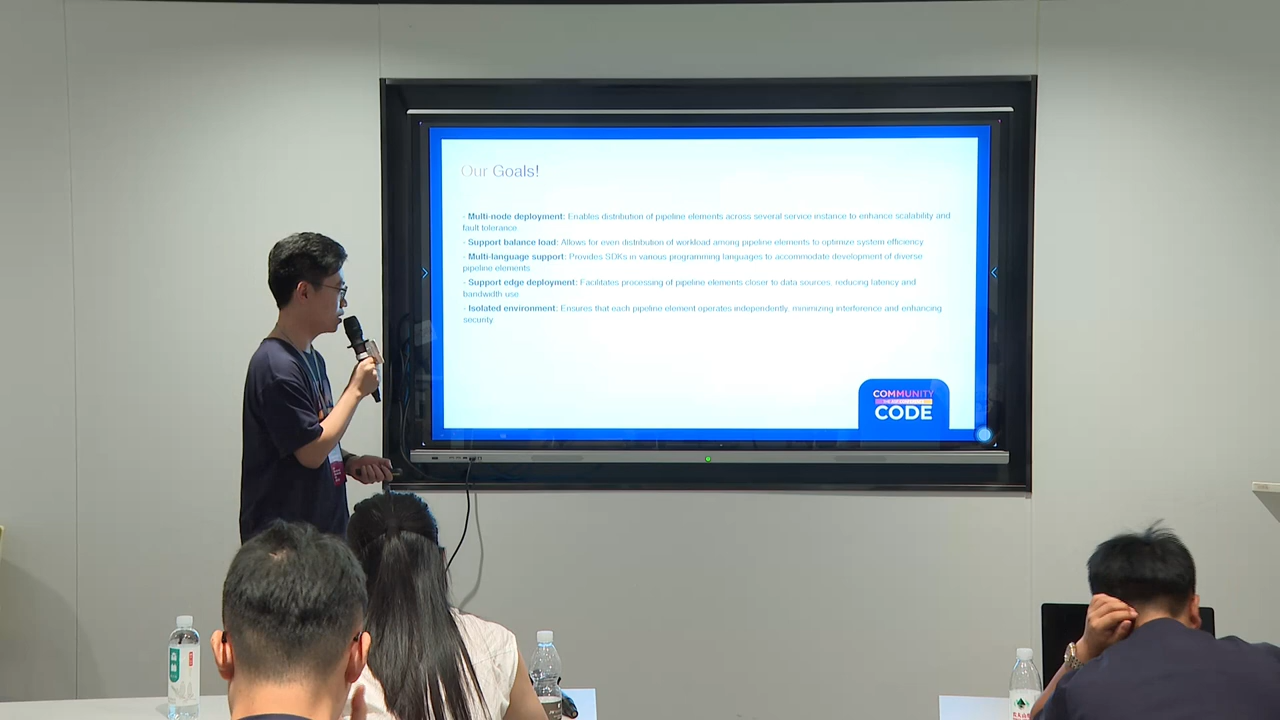 Our Goals!
- Multi-node deployment: Enables distribution of pipeline elements across several service instance to enhance scalability and
fault tolerance.
- Support balance load: Allows for even distribution of workload among pipeline elements to optimize system efficiency.
- Multi-language support: Provides SDKs in various programming languages to accommodate development of diverse
pipeline elements.
- Support edge deployment: Facilitates processing of pipeline elements closer to data sources, reducing latency and
bandwidth use.
- Isolated environment: Ensures that each pipeline element operates independently, minimizing interference and enhancing
security.
COMMUNITY
THE ASF CONFERENCE
CODE